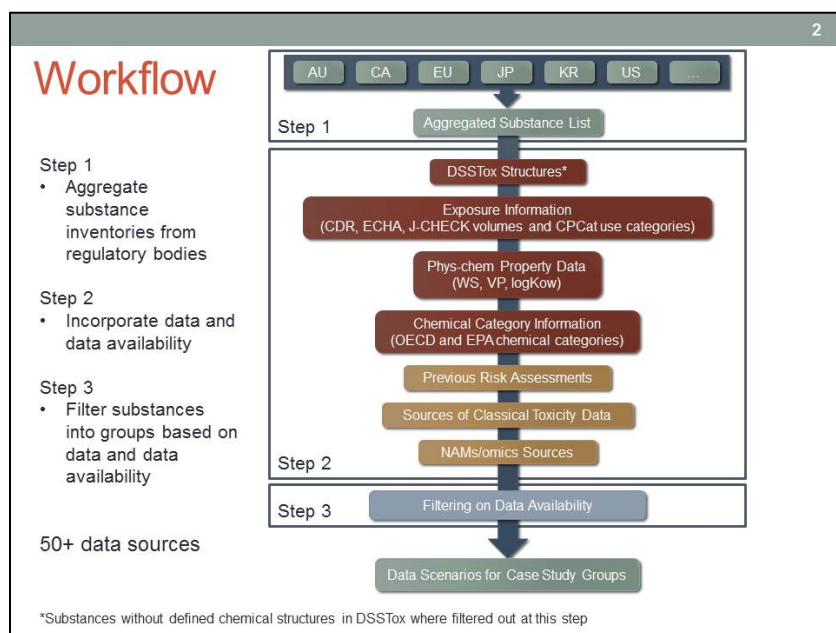 2
Workflow
Step 1
• Aggregate
substance
inventories from
regulatory bodies
Step 2
• Incorporate data and
data availability
Step 3
• Filter substances
into groups based on
data and data
availability
50+ data sources
AU CA EU JP KR US ...
Step 1
Aggregated Substance List
DSSTox Structures*
Exposure Information
(CDR, ECHA, J-CHECK volumes and CPCat use categories)
Phys-chem Property Data
(WS, VP, logKow)
Chemical Category Information
(OECD and EPA chemical categories)
Previous Risk Assessments
Sources of Classical Toxicity Data
NAMs/omics Sources
Step 2
Step 3
Filtering on Data Availability
Data Scenarios for Case Study Groups
*Substances without defined chemical structures in DSSTox where filtered out at this step